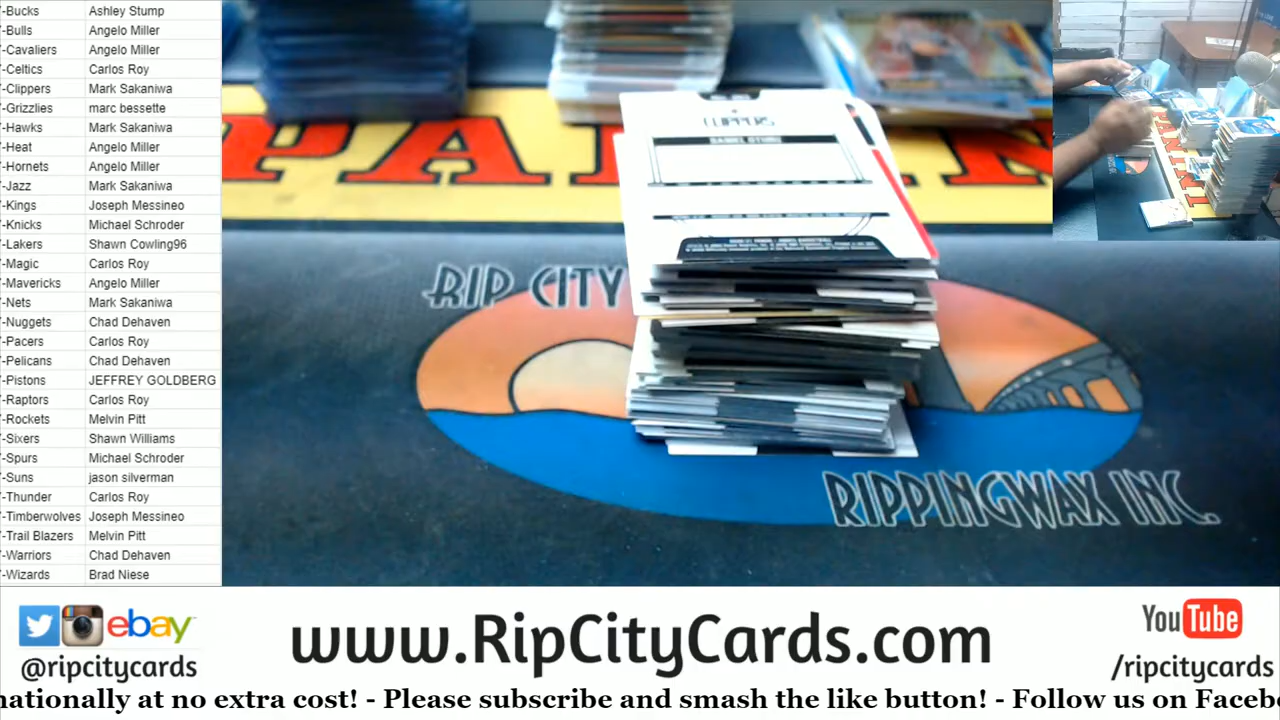 -Bucks Ashley Stump
-Bulls Angelo Miller
-Cavaliers Angelo Miller
-Celtics Carlos Roy
-Clippers Mark Sakaniwa
-Grizzlies marc bessette
-Hawks Mark Sakaniwa
-Heat Angelo Miller
-Hornets Angelo Miller
-Jazz Mark Sakaniwa
-Kings Joseph Messineo
-Knicks Michael Schroder
-Lakers Shawn Cowling96
-Magic Carlos Roy
-Mavericks Angelo Miller
-Nets Mark Sakaniwa
-Nuggets Chad Dehaven
-Pacers Carlos Roy
-Pelicans Chad Dehaven
-Pistons JEFFREY GOLDBERG
-Raptors Carlos Roy
-Rockets Melvin Pitt
-Sixers Shawn Williams
-Spurs Michael Schroder
-Suns jason silverman
-Thunder Carlos Roy
-Timberwolves Joseph Messineo
-Trail Blazers Melvin Pitt
-Warriors Chad Dehaven
-Wizards Brad Niese
PANIN
CLIPPERS
RIP CITY
RIPPINGWAX INC.
ebay
@ripcitycards
www.RipCityCards.com
YouTube
/ripcitycards
nationally at no extra cost! - Please subscribe and smash the like button! - Follow us on Faceb